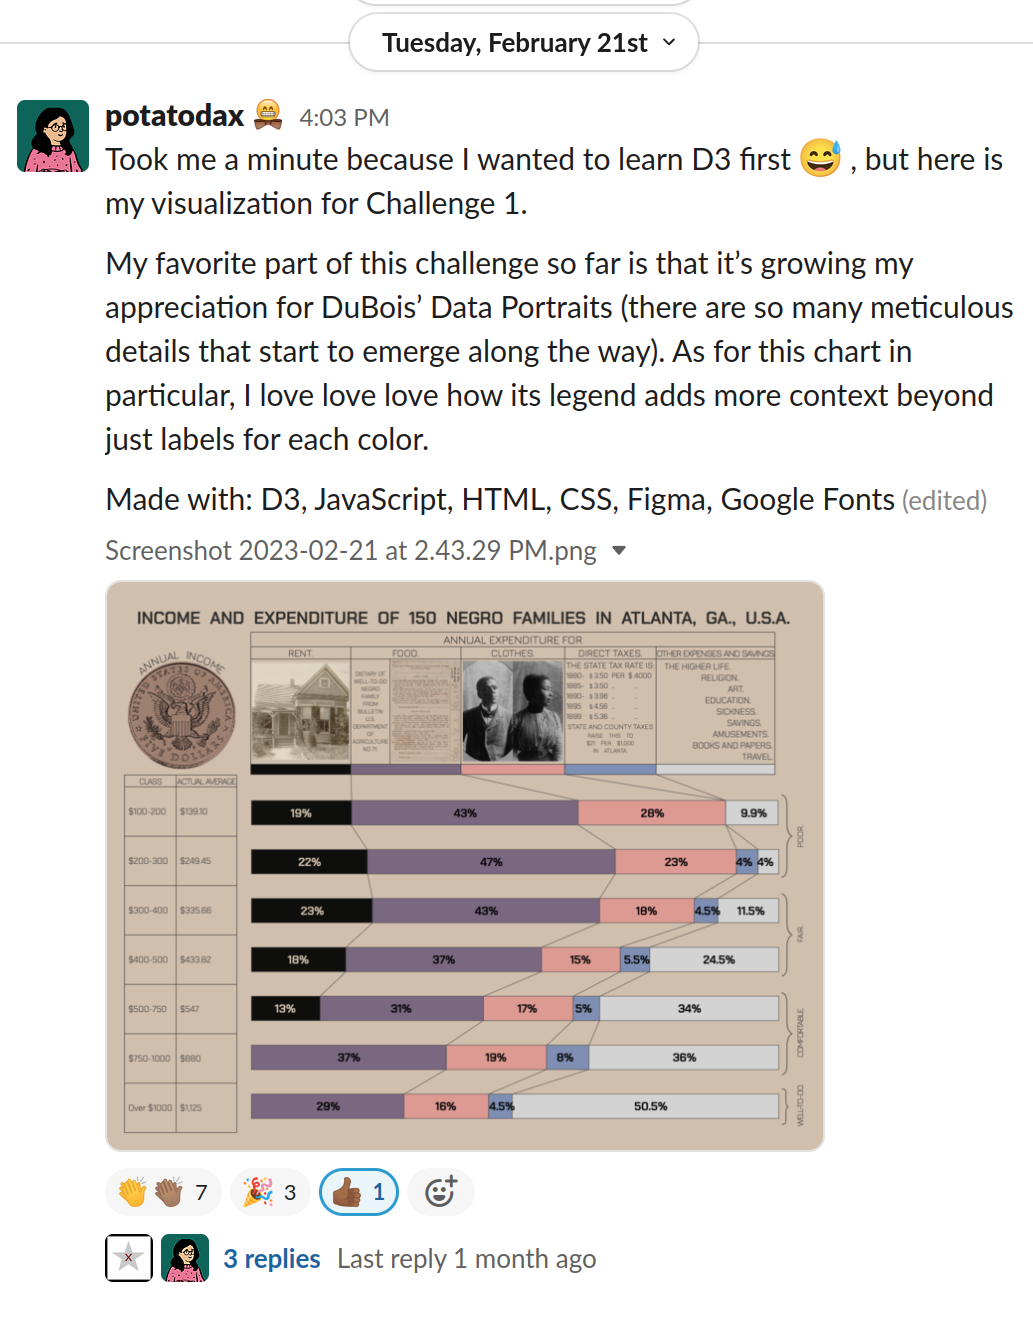 Tuesday, February 21st
potatodax 4:03 PM
Took me a minute because I wanted to learn D3 first 😅 , but here is
my visualization for Challenge 1.
My favorite part of this challenge so far is that it’s growing my
appreciation for DuBois’ Data Portraits (there are so many meticulous
details that start to emerge along the way). As for this chart in
particular, I love love love how its legend adds more context beyond
just labels for each color.
Made with: D3, JavaScript, HTML, CSS, Figma, Google Fonts (edited)
Screenshot 2023-02-21 at 2.43.29 PM.png
INCOME AND EXPENDITURE OF 150 NEGRO FAMILIES IN ATLANTA, GA., U.S.A.
ANNUAL INCOME
UNITED STATES OF AMERICA
FIVE DOLLARS
ANNUAL EXPENDITURE FOR
RENT. FOOD. CLOTHES. DIRECT TAXES. OTHER EXPENSES AND SAVINGS
DIETARY OF
WELL-TO-DO
NEGRO
FAMILY
FROM
BULLETIN
U.S.
DEPARTMENT
OF
AGRICULTURE
NO.71.
THE STATE TAX RATE IS:
1880- $3.50 PER $4000
1885- $3.50 . .
1890- $3.96 . .
1895 $4.56 . .
1899 $5.36 . .
STATE AND COUNTY TAXES
RAISE THIS TO
$21 PER $1,000
IN ATLANTA.
THE HIGHER LIFE.
RELIGION.
ART.
EDUCATION.
SICKNESS.
SAVINGS.
AMUSEMENTS.
BOOKS AND PAPERS.
TRAVEL.
CLASS ACTUAL AVERAGE
$100-200 $139.10 19% 43% 28% 9.9%
$200-300 $249.45 22% 47% 23% 4% 4%
POOR.
$300-400 $335.66 23% 43% 18% 4.5% 11.5%
$400-500 $433.82 18% 37% 15% 5.5% 24.5%
FAIR.
$500-750 $547 13% 31% 17% 5% 34%
$750-1000 $880 37% 19% 8% 36%
COMFORTABLE
Over $1000 $1,125 29% 16% 4.5% 50.5%
WELL-TO-DO.
7 3 1
3 replies Last reply 1 month ago